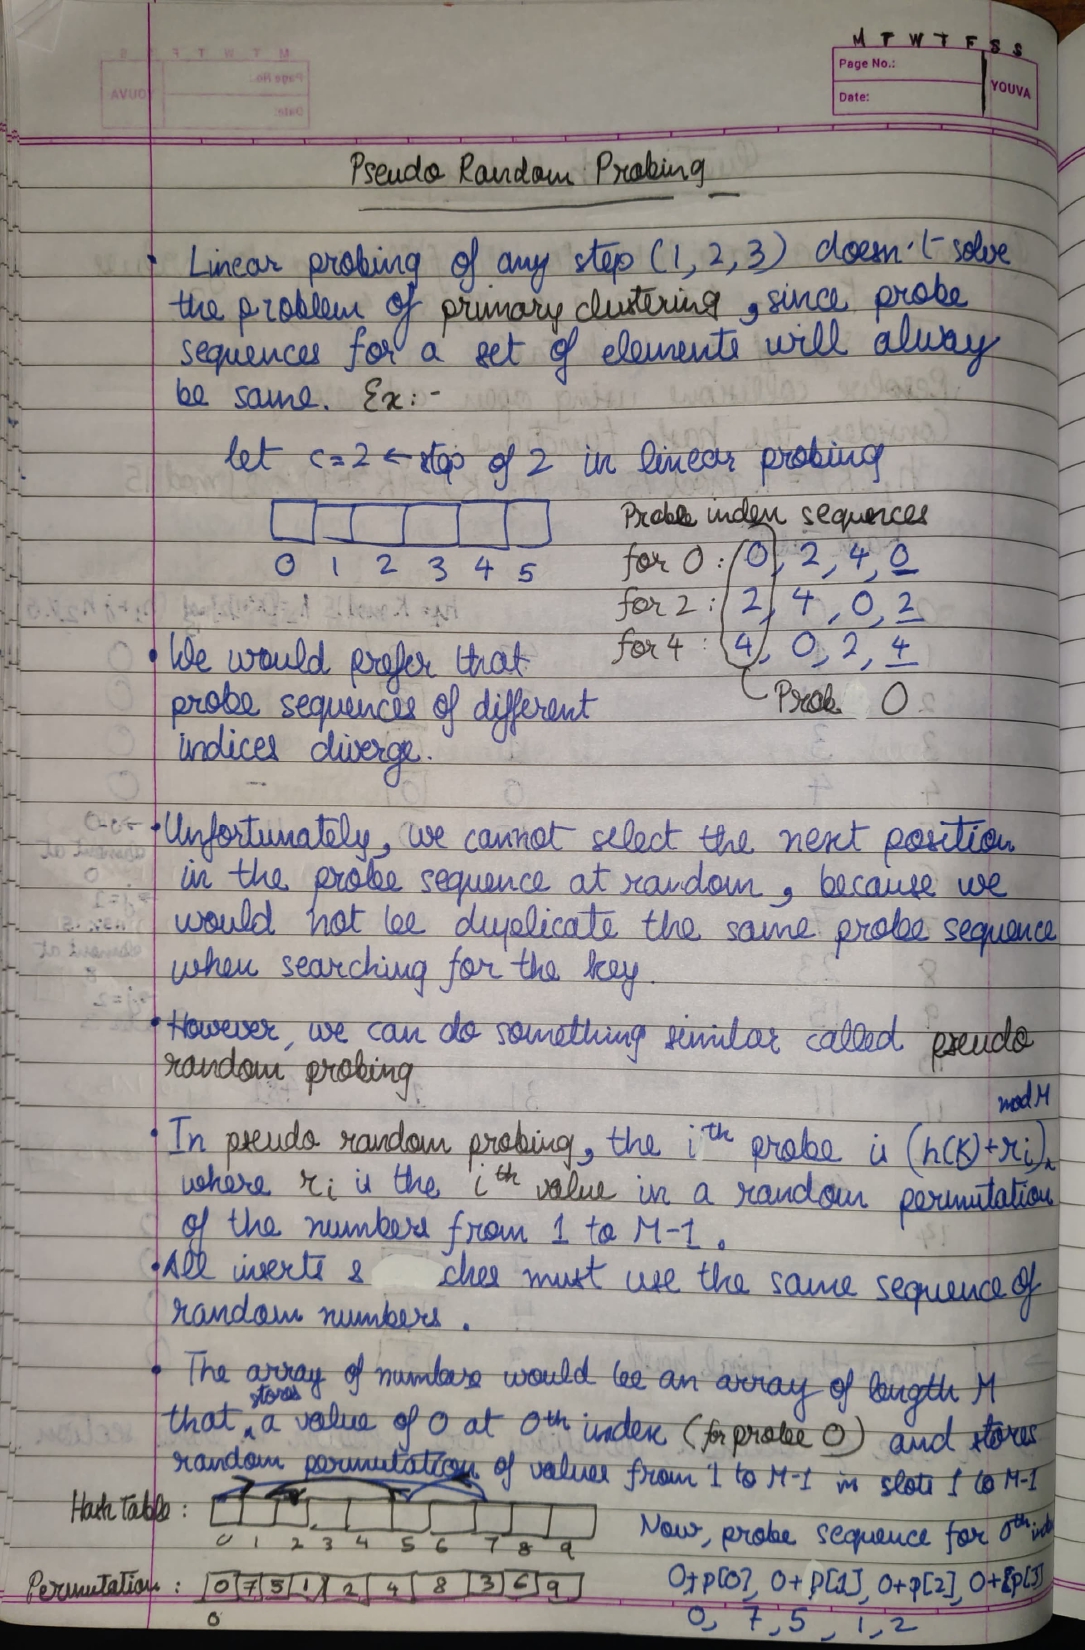 M T W T F S S
Page No.:
Date:
YOUVA
Pseudo Random Probing
• Linear probing of any step (1, 2, 3) doesn't solve
the problem of primary clustering, since probe
sequences for a set of elements will alway
be same. Ex:-
let c=2 ← step of 2 in linear probing
0 1 2 3 4 5
Probe index sequences
for 0 : 0, 2, 4, 0
for 2 : 2, 4, 0, 2
for 4 : 4, 0, 2, 4
Prob 0
• We would prefer that
probe sequences of different
indices diverge.
• Unfortunately, we cannot select the next position
in the probe sequence at random, because we
would not be duplicate the same probe sequence
when searching for the key.
• However, we can do something similar called pseudo
random probing
• In pseudo random probing, the ith probe is (h(K)+ri) mod M
where ri is the ith value in a random permutation
of the numbers from 1 to M-1.
• All inserts & ches must use the same sequence of
random numbers.
• The array of numbers would be an array of length M
that stores a value of 0 at 0th index (for probe 0) and stores
random permutation of values from 1 to M-1 in slots 1 to M-1
Hash Table :
0 1 2 3 4 5 6 7 8 9
Now, probe sequence for 0th
Permutation : 0 7 5 1 2 4 8 3 6 9
0
0+p[0], 0+p[1], 0+p[2], 0+p[3]
0, 7, 5, 1, 2